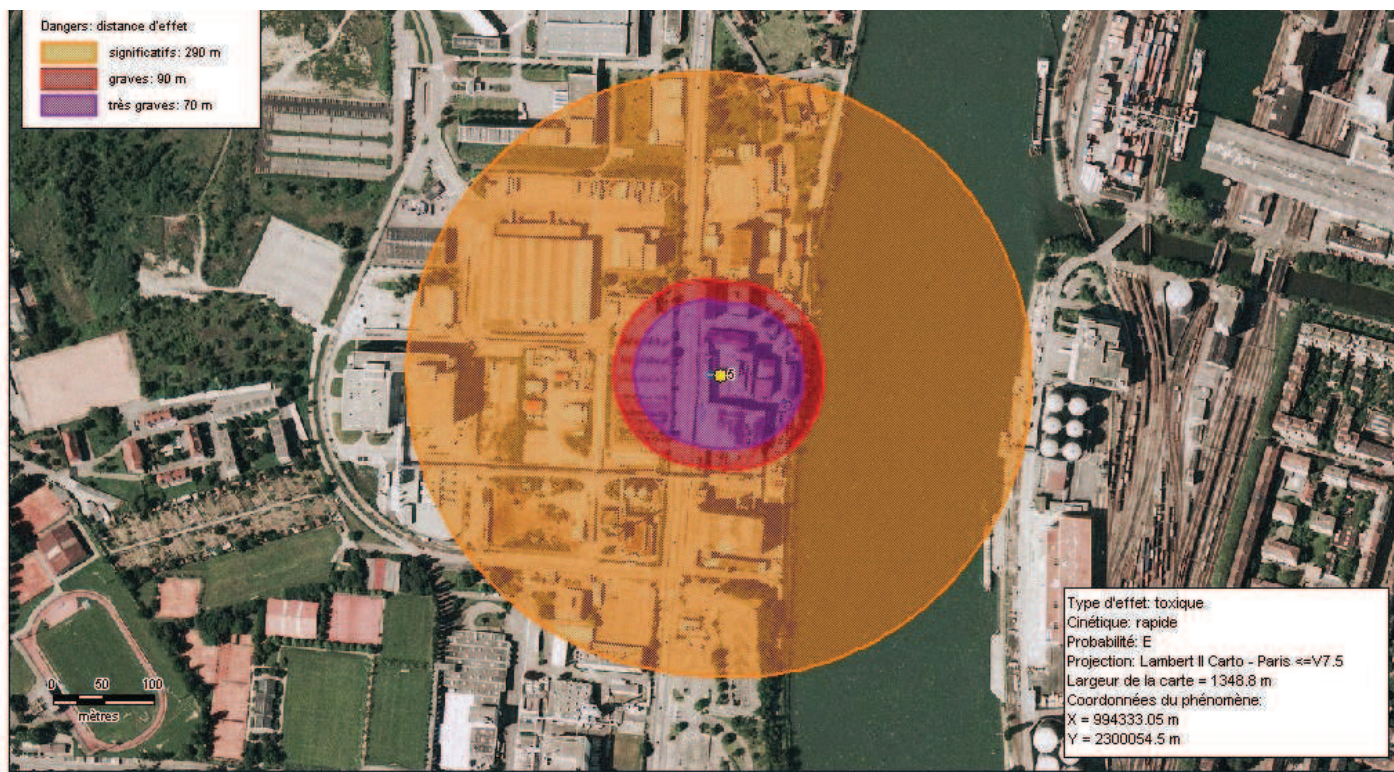 Dangers: distance d'effet
significatifs: 290 m
graves: 90 m
très graves: 70 m
5
0 50 100
mètres
Type d'effet: toxique
Cinétique: rapide
Probabilité: E
Projection: Lambert II Carto - Paris <=V7.5
Largeur de la carte = 1348.8 m
Coordonnées du phénomène:
X = 994333.05 m
Y = 2300054.5 m